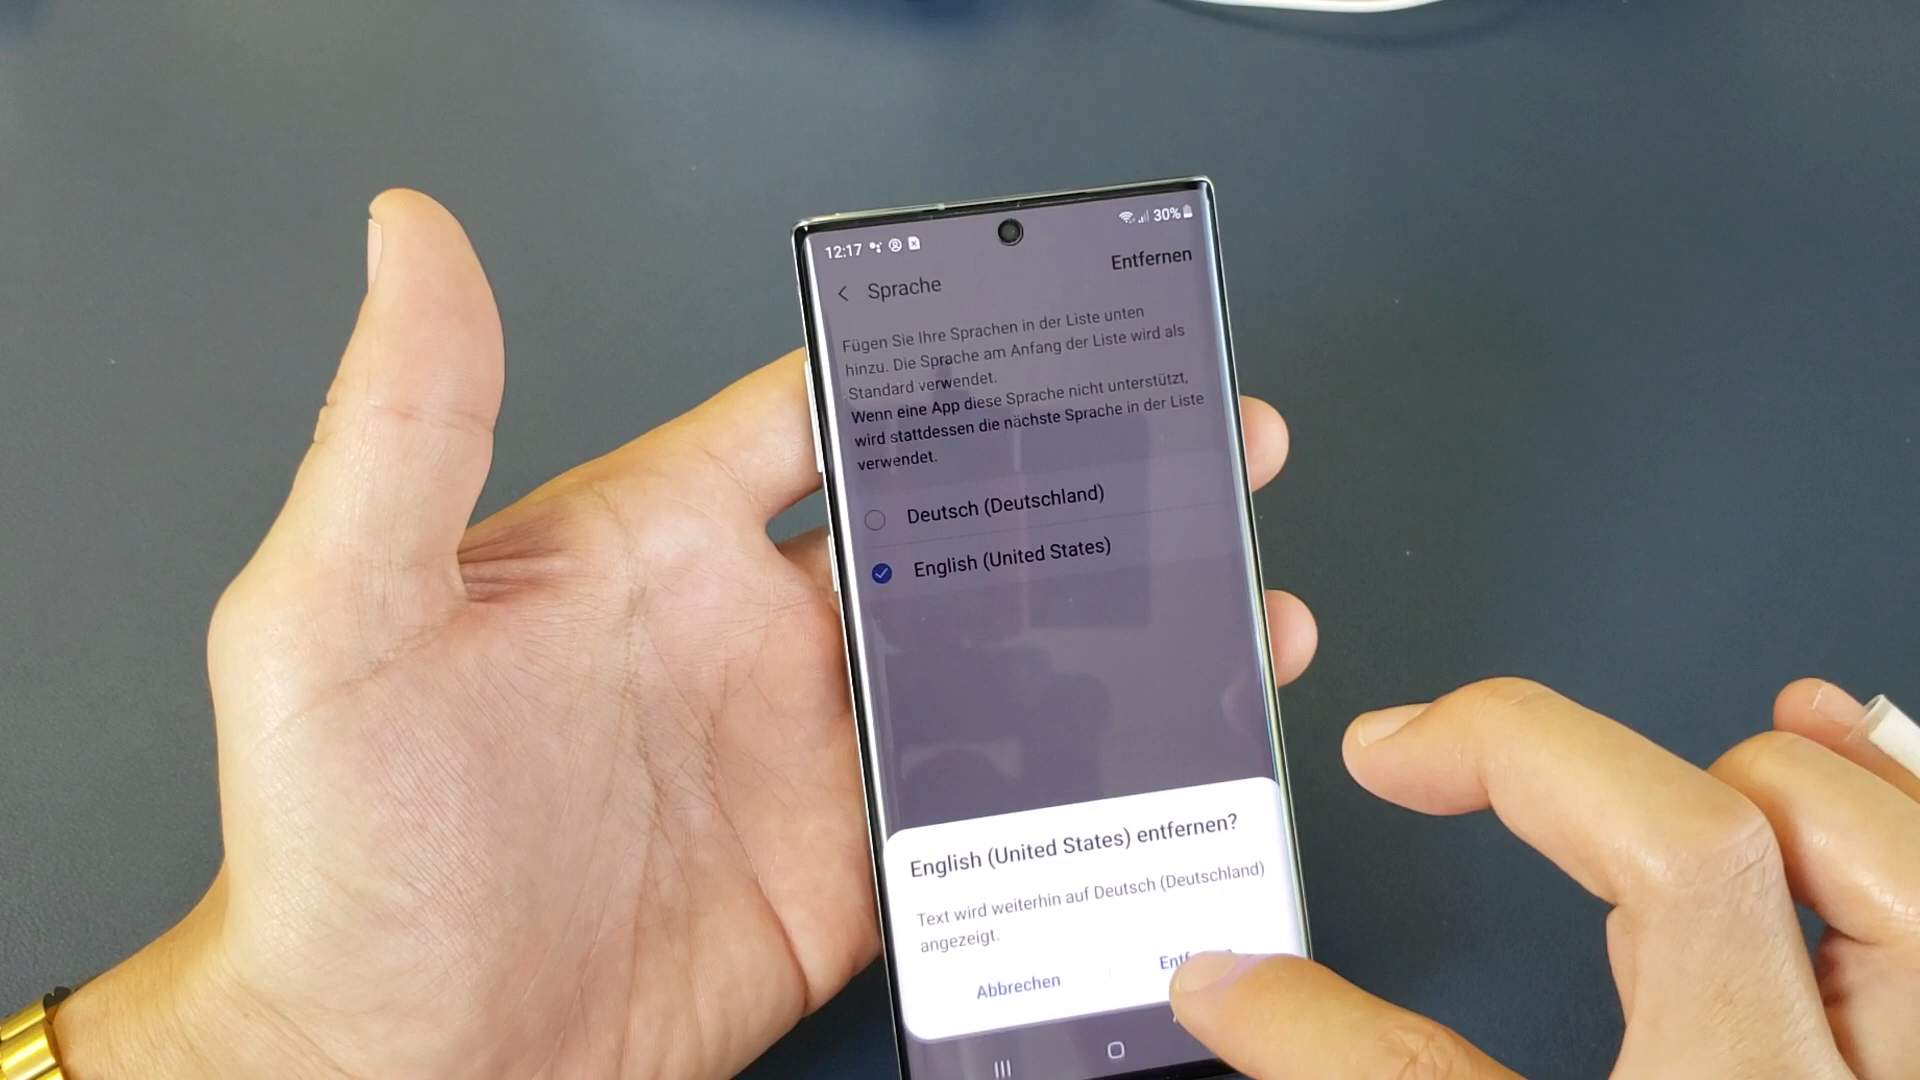 12:17
30%
Entfernen
Sprache
Fügen Sie Ihre Sprachen in der Liste unten
hinzu. Die Sprache am Anfang der Liste wird als
Standard verwendet.
Wenn eine App diese Sprache nicht unterstützt,
wird stattdessen die nächste Sprache in der Liste
verwendet.
Deutsch (Deutschland)
English (United States)
English (United States) entfernen?
Text wird weiterhin auf Deutsch (Deutschland)
angezeigt.
Abbrechen